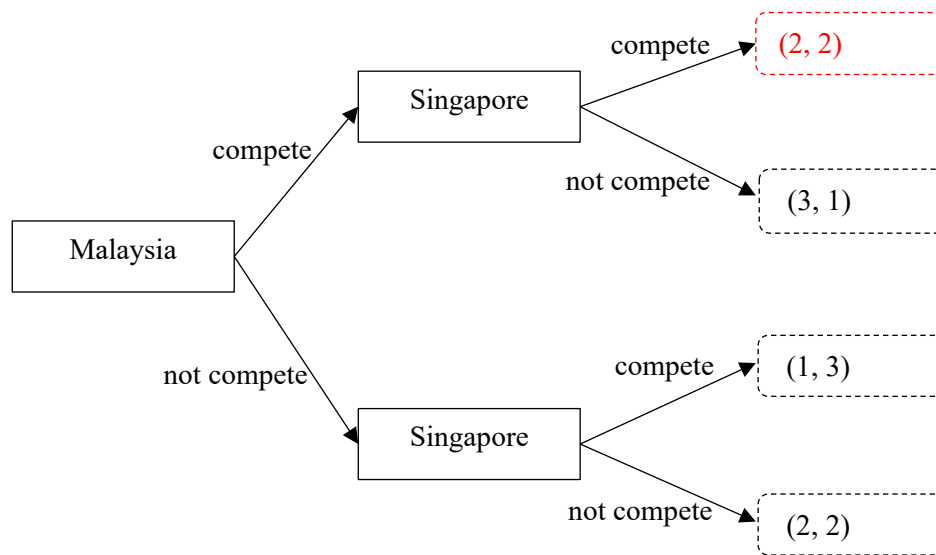 compete
(2, 2)
Singapore
compete
not compete
(3, 1)
Malaysia
not compete
compete
(1, 3)
Singapore
not compete
(2, 2)